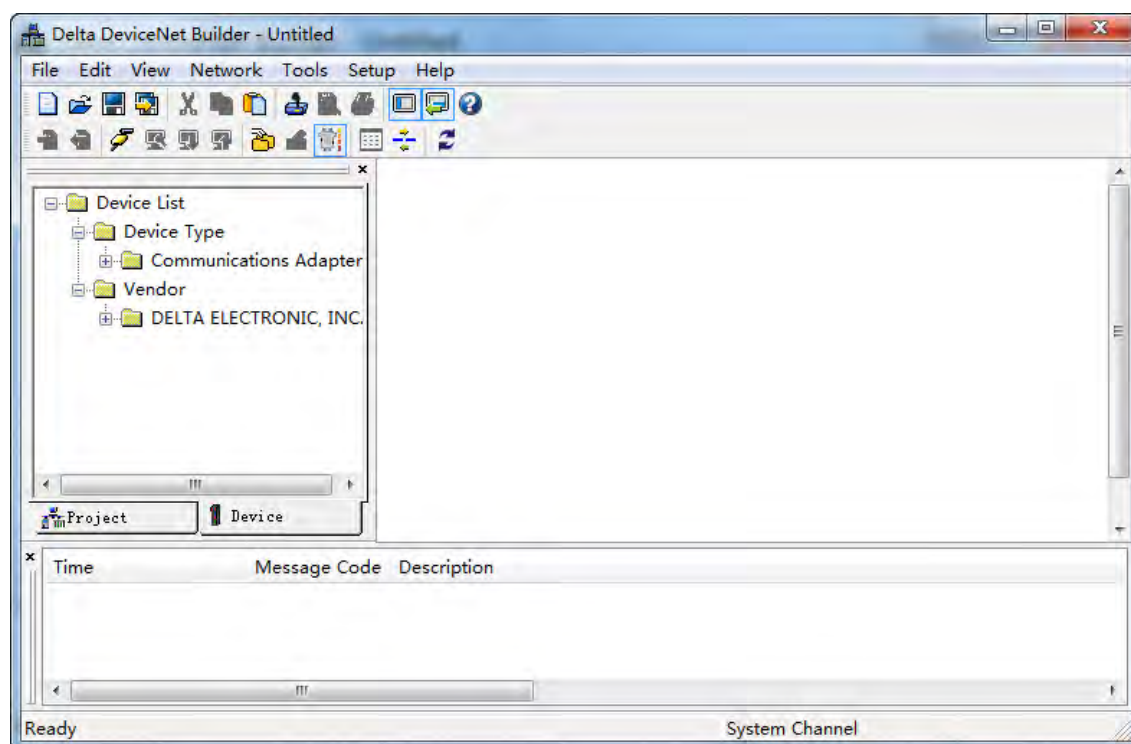 Delta DeviceNet Builder - Untitled
File Edit View Network Tools Setup Help
Device List
Device Type
Communications Adapter
Vendor
DELTA ELECTRONIC, INC.
Project Device
Time Message Code Description
Ready System Channel